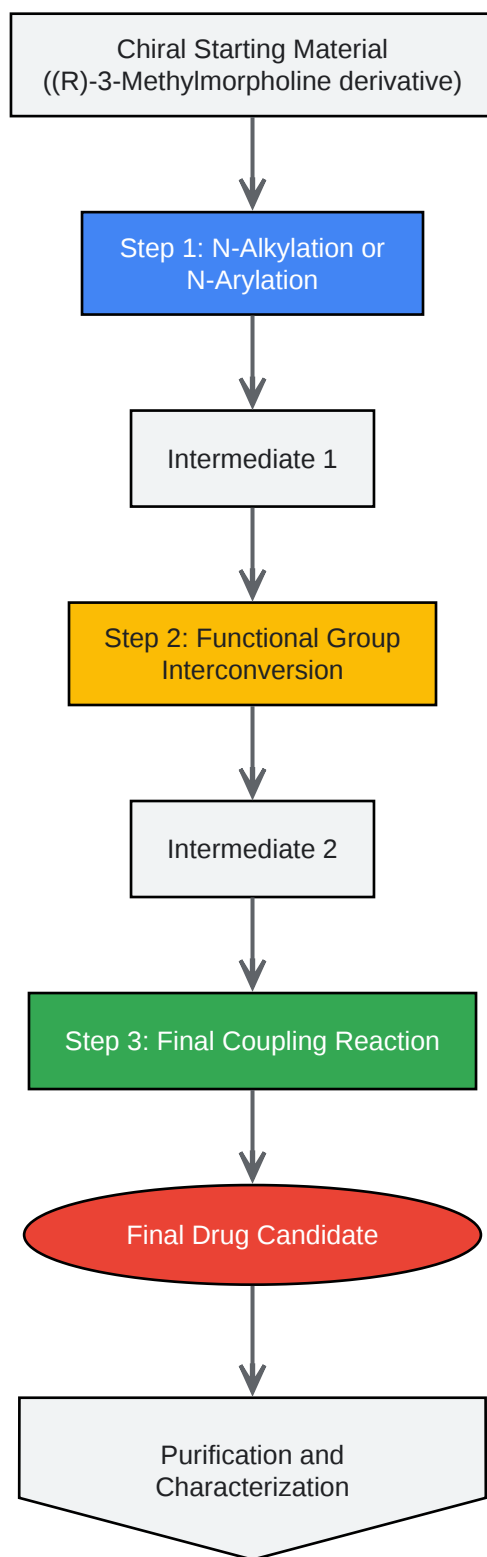 Chiral Starting Material
((R)-3-Methylmorpholine derivative)
Step 1: N-Alkylation or
N-Arylation
Intermediate 1
Step 2: Functional Group
Interconversion
Intermediate 2
Step 3: Final Coupling Reaction
Final Drug Candidate
Purification and
Characterization